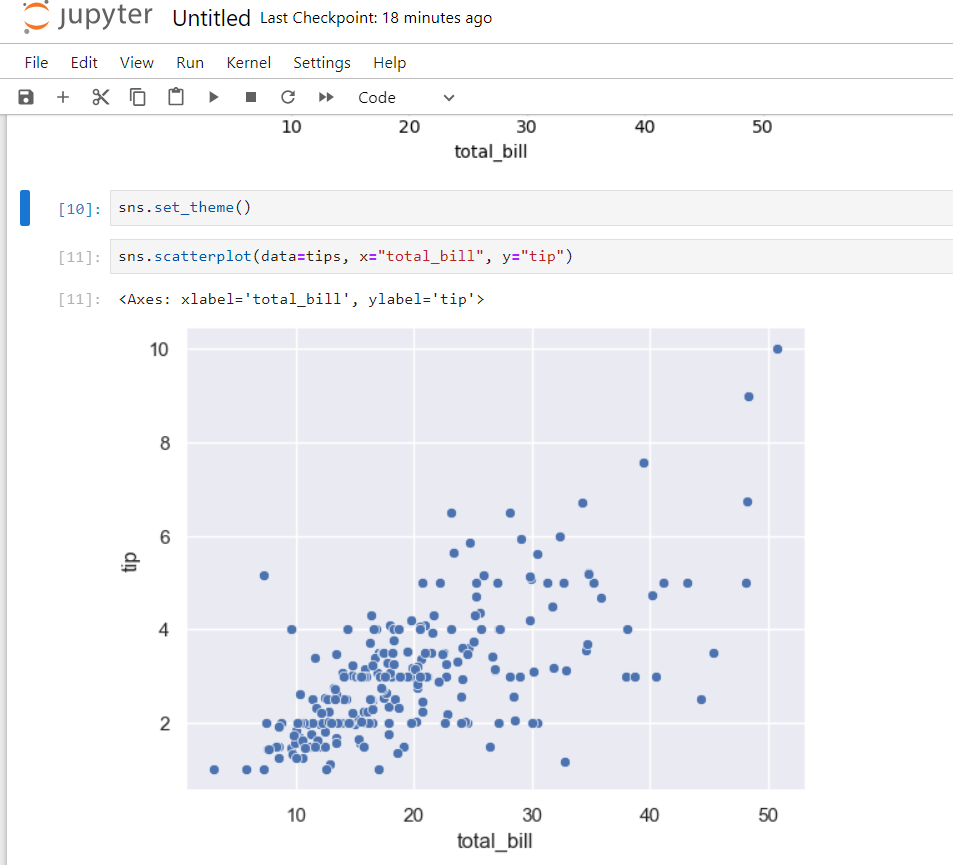 jupyter Untitled Last Checkpoint: 18 minutes ago
File Edit View Run Kernel Settings Help
Code
10 20 30 40 50
total_bill
[10]: sns.set_theme()
[11]: sns.scatterplot(data=tips, x="total_bill", y="tip")
[11]: <Axes: xlabel='total_bill', ylabel='tip'>
10
8
6
tip
4
2
10 20 30 40 50
total_bill